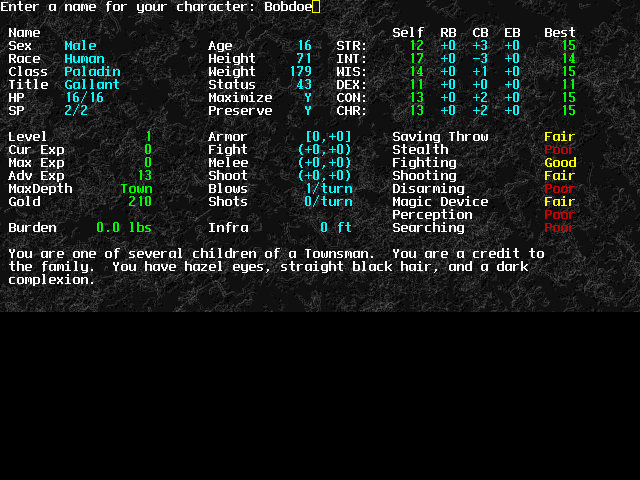 Enter a name for your character: Bobdoe
Self RB CB EB Best
Name
Sex Male Age 16 STR: 12 +0 +3 +0 15
Race Human Height 71 INT: 17 +0 -3 +0 14
Class Paladin Weight 179 WIS: 14 +0 +1 +0 15
Title Gallant Status 43 DEX: 11 +0 +0 +0 11
HP 16/16 Maximize Y CON: 13 +0 +2 +0 15
SP 2/2 Preserve Y CHR: 13 +0 +2 +0 15
Level 1 Armor [0,+0] Saving Throw Fair
Cur Exp 0 Fight (+0,+0) Stealth Poor
Max Exp 0 Melee (+0,+0) Fighting Good
Adv Exp 13 Shoot (+0,+0) Shooting Fair
MaxDepth Town Blows 1/turn Disarming Poor
Gold 210 Shots 0/turn Magic Device Fair
Perception Poor
Burden 0.0 lbs Infra 0 ft Searching Poor
You are one of several children of a Townsman. You are a credit to
the family. You have hazel eyes, straight black hair, and a dark
complexion.